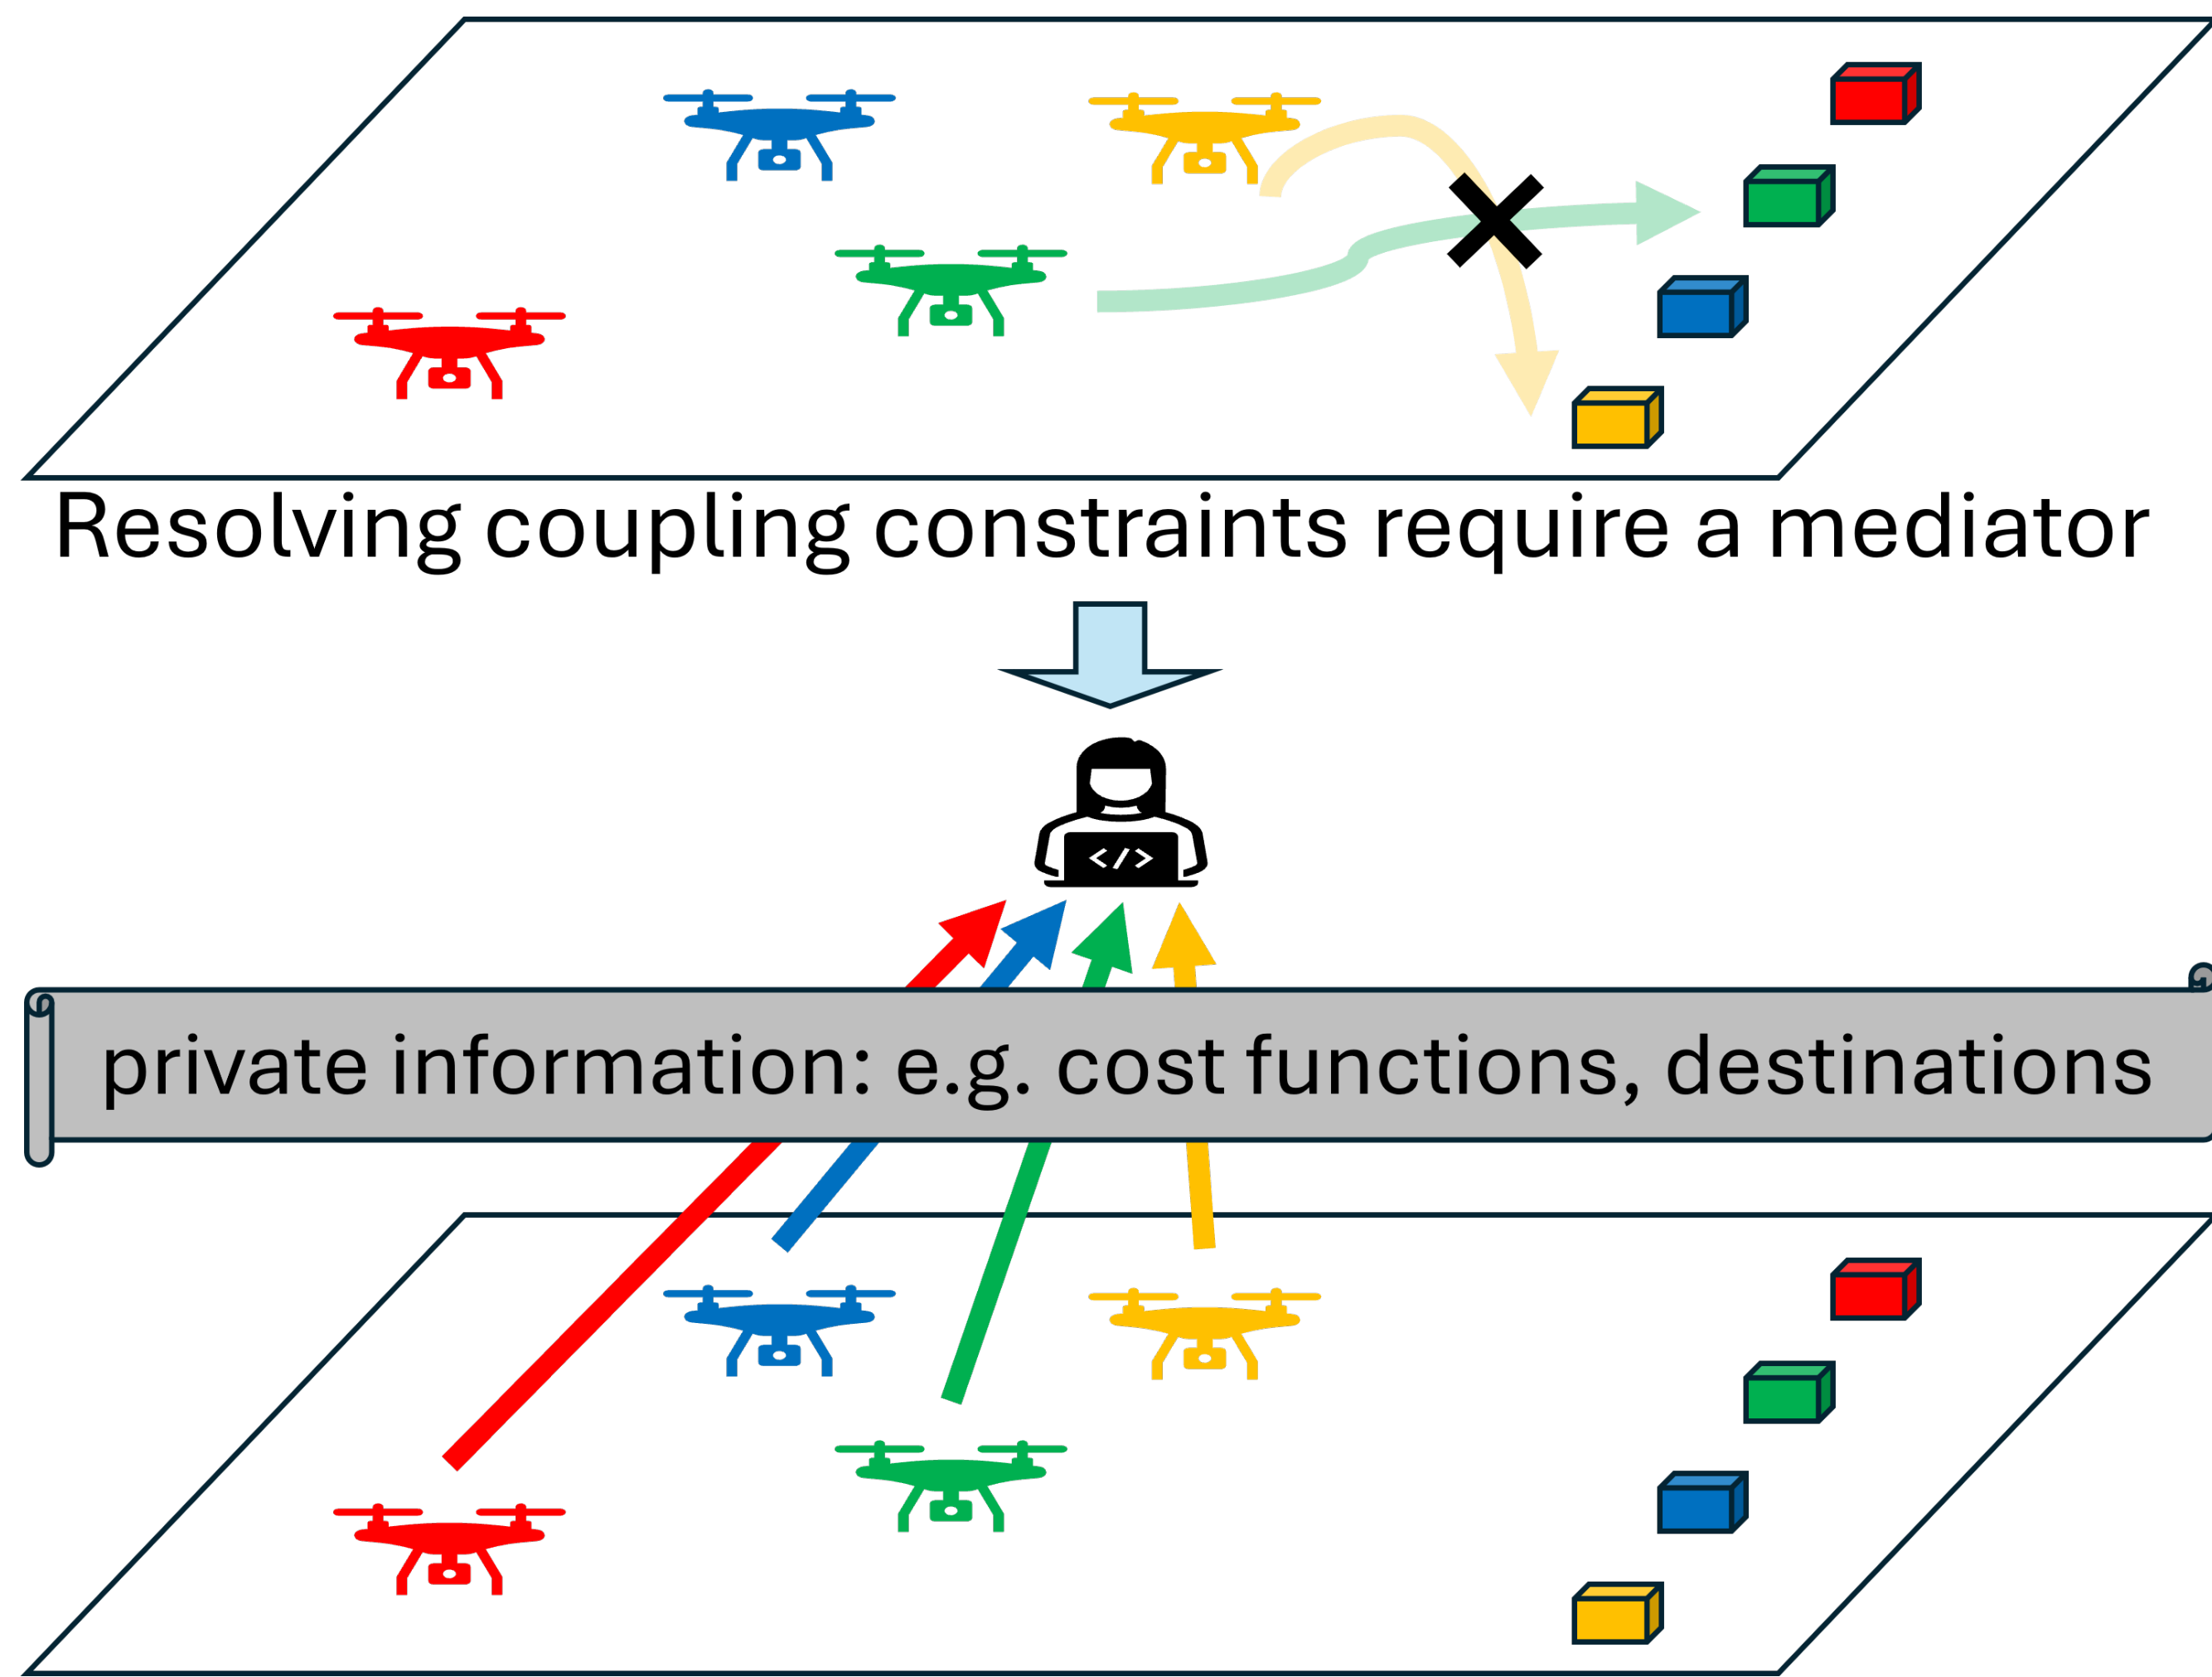 Resolving coupling constraints require a mediator
</>
private information: e.g. cost functions, destinations